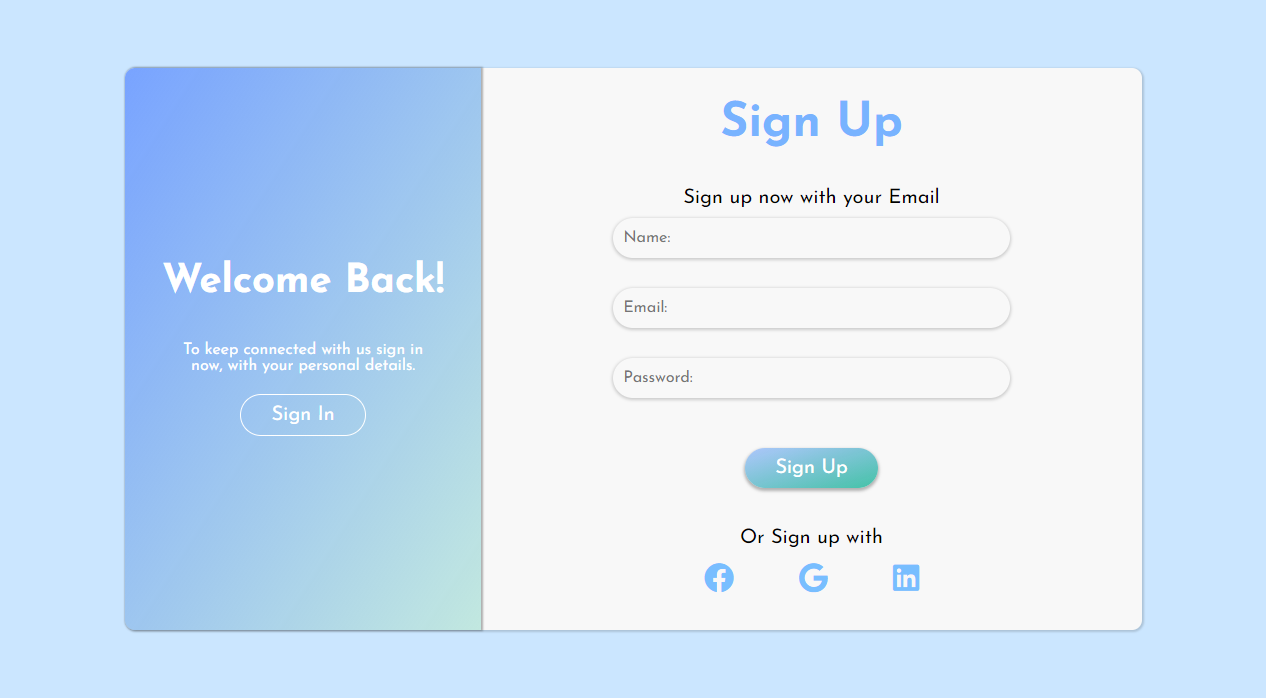 Welcome Back!
To keep connected with us sign in
now, with your personal details.
Sign In
Sign Up
Sign up now with your Email
Name:
Email:
Password:
Sign Up
Or Sign up with